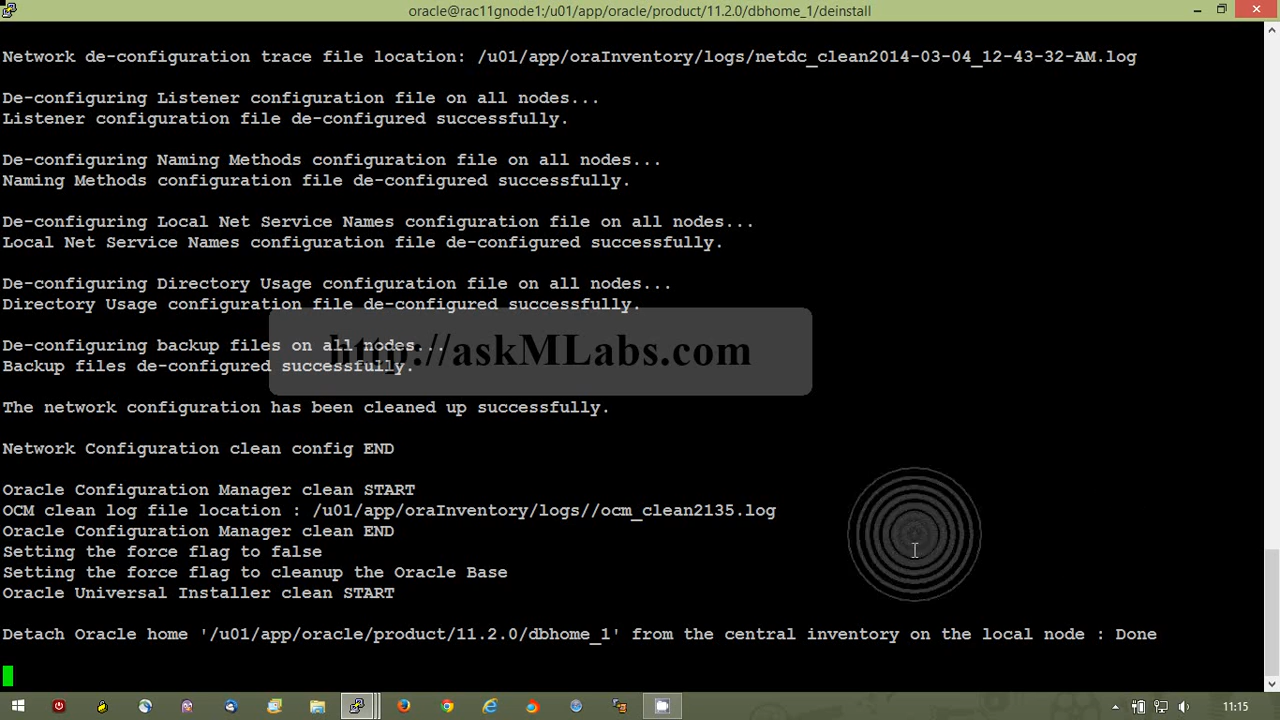 oracle@rac11gnode1:/u01/app/oracle/product/11.2.0/dbhome_1/deinstall
Network de-configuration trace file location: /u01/app/oraInventory/logs/netdc_clean2014-03-04_12-43-32-AM.log
De-configuring Listener configuration file on all nodes...
Listener configuration file de-configured successfully.
De-configuring Naming Methods configuration file on all nodes...
Naming Methods configuration file de-configured successfully.
De-configuring Local Net Service Names configuration file on all nodes...
Local Net Service Names configuration file de-configured successfully.
De-configuring Directory Usage configuration file on all nodes...
Directory Usage configuration file de-configured successfully.
De-configuring backup files on all nodes...
http://askMLabs.com
Backup files de-configured successfully.
The network configuration has been cleaned up successfully.
Network Configuration clean config END
Oracle Configuration Manager clean START
OCM clean log file location : /u01/app/oraInventory/logs//ocm_clean2135.log
Oracle Configuration Manager clean END
Setting the force flag to false
Setting the force flag to cleanup the Oracle Base
Oracle Universal Installer clean START
Detach Oracle home '/u01/app/oracle/product/11.2.0/dbhome_1' from the central inventory on the local node : Done
11:15